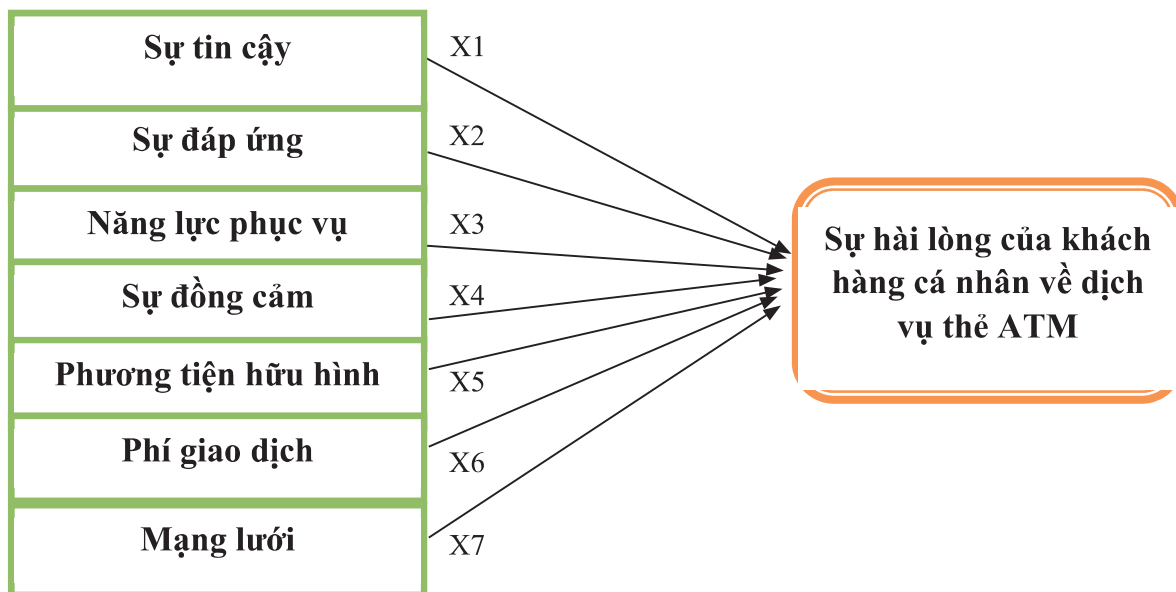 Sự tin cậy
X1
Sự đáp ứng
X2
Năng lực phục vụ
X3
Sự đồng cảm
X4
Phương tiện hữu hình
X5
Phí giao dịch
X6
Mạng lưới
X7
Sự hài lòng của khách
hàng cá nhân về dịch
vụ thẻ ATM